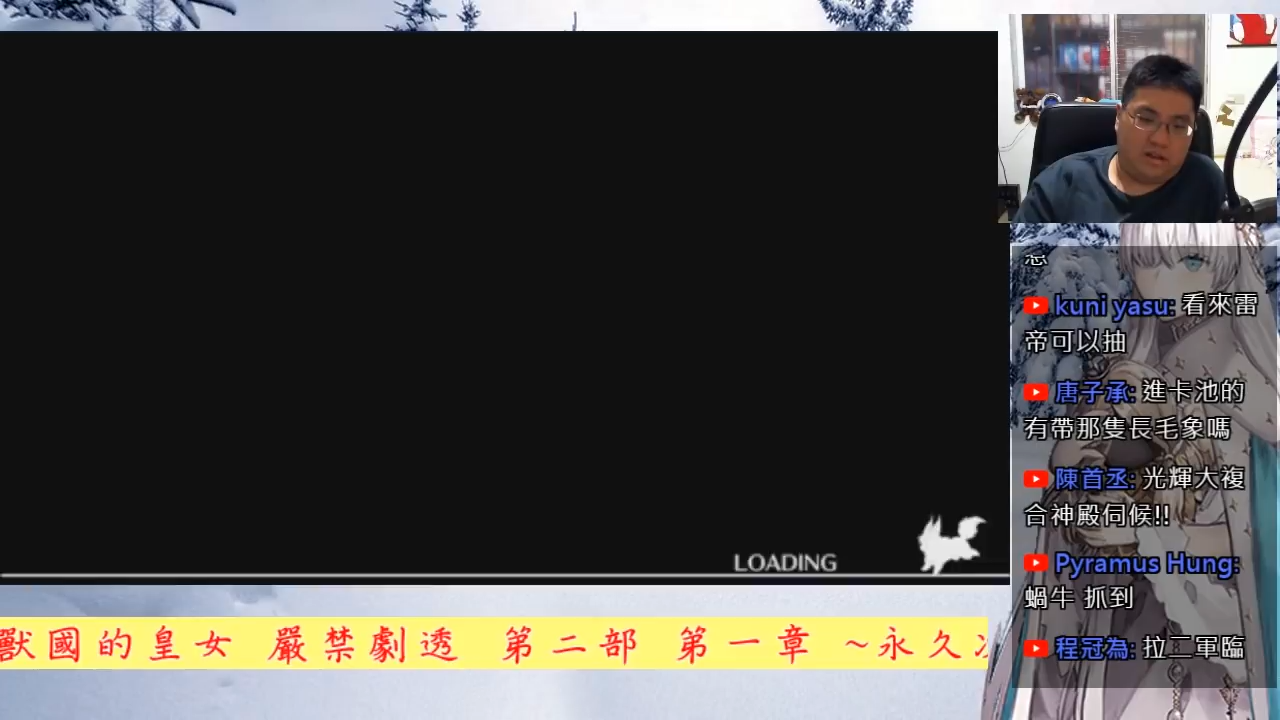 LOADING
獸國的皇女 嚴禁劇透 第二部 第一章 ~永久
kuni yasu: 看來雷
帝可以抽
唐子承: 進卡池的
有帶那隻長毛象嗎
陳首丞: 光輝大複
合神殿伺候!!
Pyramus Hung:
蝸牛 抓到
程冠為: 拉二軍臨